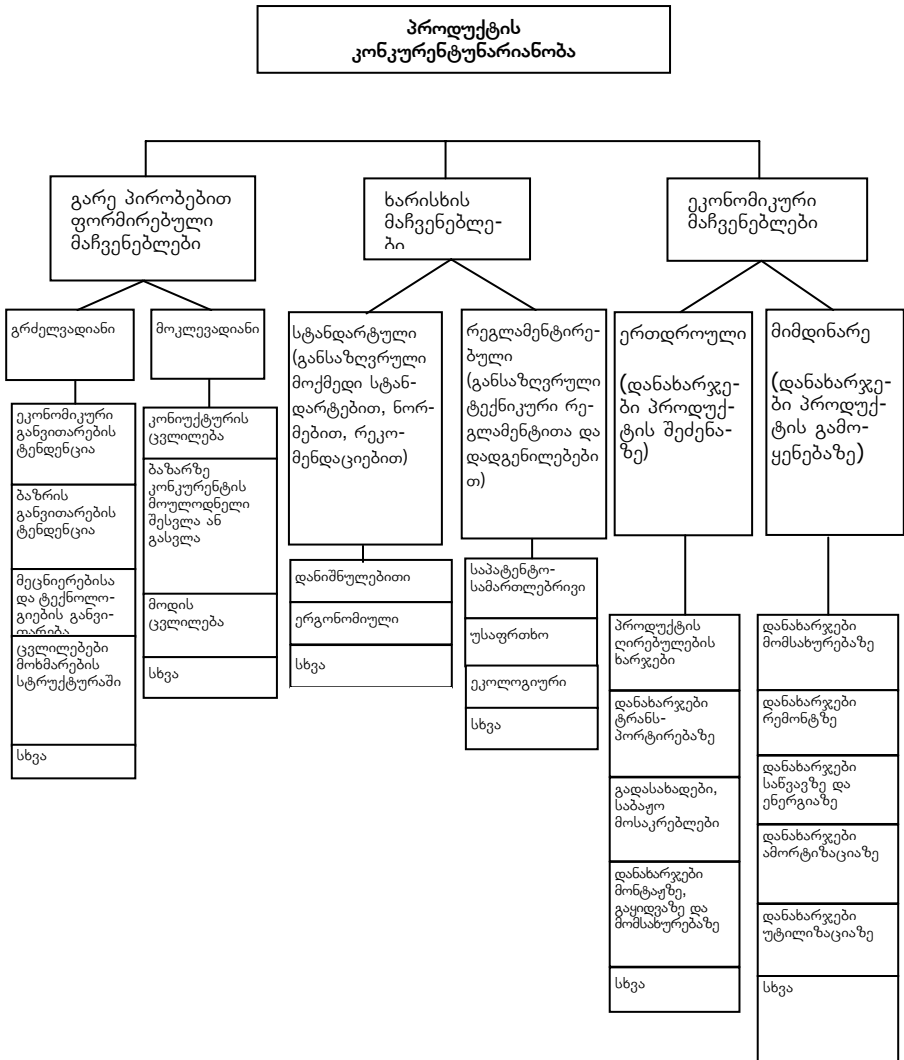 პროდუქტის
კონკურენტუნარიანობა
გარე პირობებით
ფორმირებული
მაჩვენებლები
ხარისხის
მაჩვენებლე-
ბი
ეკონომიკური
მაჩვენებლები
გრძელვადიანი
მოკლევადიანი
სტანდარტული
(განსაზღვრული
მოქმედი სტან-
დარტებით, ნორ-
მებით, რეკო-
მენდაციებით)
რეგლამენტირე-
ბული
(განსაზღვრული
ტექნიკური რე-
გლამენტითა და
დადგენილებები
თ)
ერთდროული
(დანახარჯე-
ბი პროდუქ-
ტის შეძენა-
ზე)
მიმდინარე
(დანახარჯე-
ბი პროდუქ-
ტის გამო-
ყენებაზე)
ეკონომიკური
განვითარების
ტენდენცია
ბაზრის
განვითარების
ტენდენცია
მეცნიერებისა
და ტექნოლო-
გიების განვი-
თარება
ცვლილებები
მოხმარების
სტრუქტურაში
სხვა
კონიუქტურის
ცვლილება
ბაზარზე
კონკურენტის
მოულოდნელი
შესვლა ან
გასვლა
მოდის
ცვლილება
სხვა
დანიშნულებითი
ერგონომიული
სხვა
საპატენტო-
სამართლებრივი
უსაფრთხო
ეკოლოგიური
სხვა
პროდუქტის
ღირებულების
ხარჯები
დანახარჯები
ტრანს-
პორტირებაზე
გადასახადები,
საბაჟო
მოსაკრებლები
დანახარჯები
მონტაჟზე,
გაყიდვაზე და
მომსახურებაზე
სხვა
დანახარჯები
მომსახურებაზე
დანახარჯები
რემონტზე
დანახარჯები
საწვავზე და
ენერგიაზე
დანახარჯები
ამორტიზაციაზე
დანახარჯები
უტილიზაციაზე
სხვა